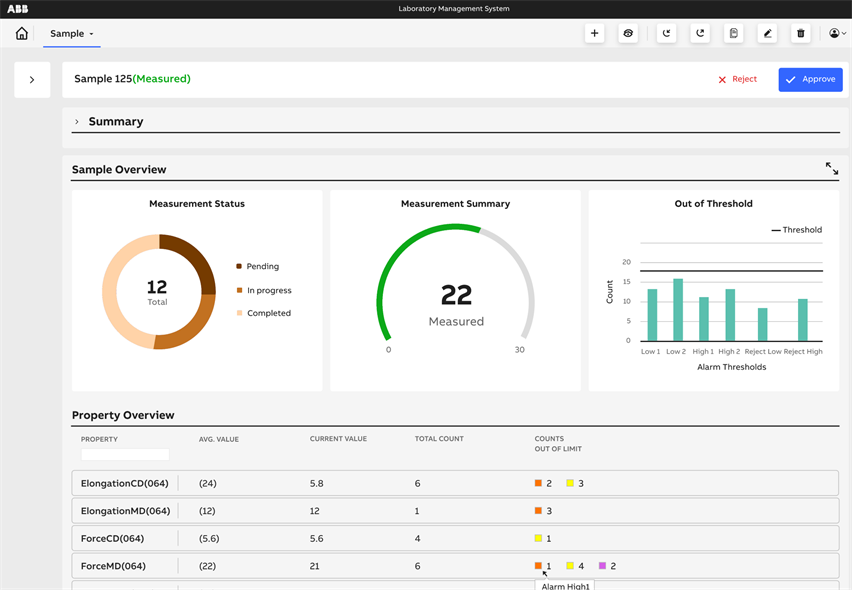 ABB
Laboratory Management System
Sample
Sample 125(Measured)
Reject
Approve
Summary
Sample Overview
Measurement Status
12
Total
Pending
In progress
Completed
Measurement Summary
22
Measured
0
30
Out of Threshold
Threshold
Count
20
15
10
5
0
Low 1 Low 2 High 1 High 2 Reject Low Reject High
Alarm Thresholds
Property Overview
PROPERTY AVG. VALUE CURRENT VALUE TOTAL COUNT COUNTS
OUT OF LIMIT
ElongationCD(064) (24) 5.8 6 2 3
ElongationMD(064) (12) 12 1 3
ForceCD(064) (5.6) 5.6 4 1
ForceMD(064) (22) 21 6 1 4 2
Alarm High1